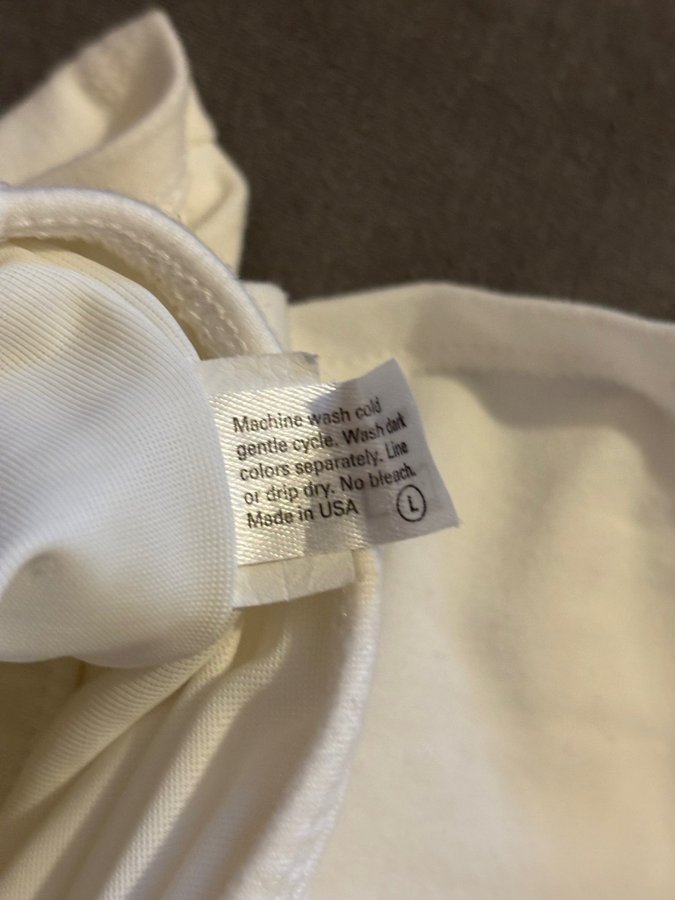 Machine wash cold
gentle cycle. Wash dark
colors separately. Line
or drip dry. No bleach.
Made in USA
L